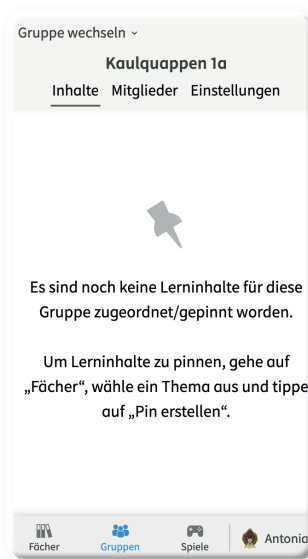 Gruppe wechseln
Kaulquappen 1a
Inhalte Mitglieder Einstellungen
Es sind noch keine Lerninhalte für diese
Gruppe zugeordnet/gepinnt worden.
Um Lerninhalte zu pinnen, gehe auf
„Fächer“, wähle ein Thema aus und tippe
auf „Pin erstellen“.
Fächer Gruppen Spiele Antonia